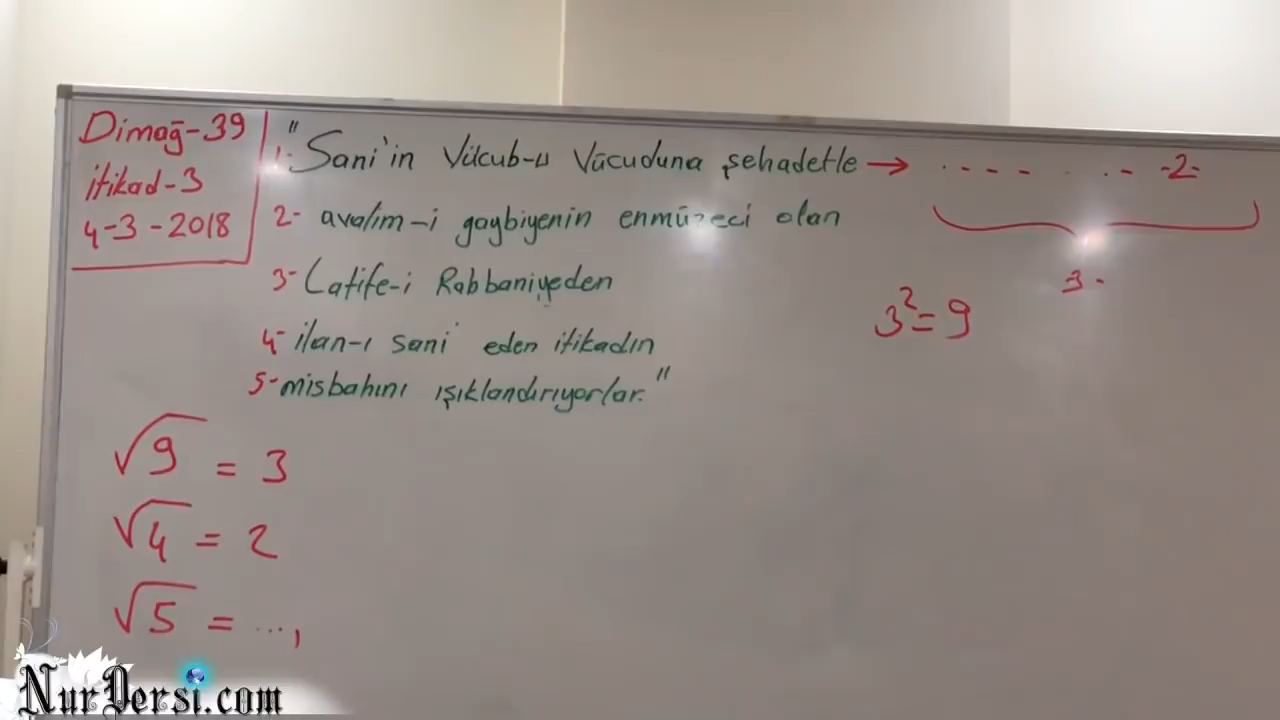 Dimağ-39
itikad-3
4-3-2018
"
1- Sani'in Vücub-u Vücuduna şehadetle → . - - - . . - -2-
2- avalim-i gaybiyenin enmüzeci olan
3-
3- Latife-i Rabbaniyeden
3²=9
4- ilan-ı sani eden itikadın
5- misbahını ışıklandırıyorlar."
√9 = 3
√4 = 2
√5 = ...,
NurDersi.com